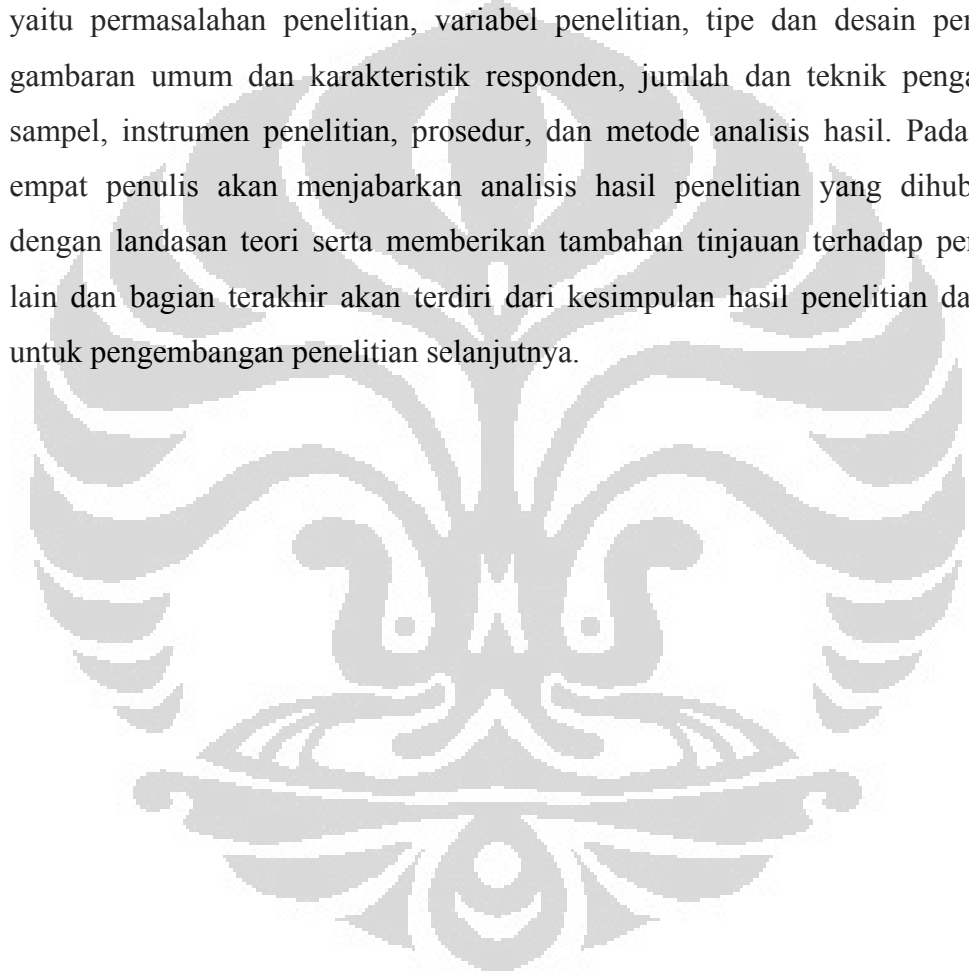 yaitu permasalahan penelitian, variabel penelitian, tipe dan desain per
gambaran umum dan karakteristik responden, jumlah dan teknik penga
sampel, instrumen penelitian, prosedur, dan metode analisis hasil. Pada
empat penulis akan menjabarkan analisis hasil penelitian yang dihub
dengan landasan teori serta memberikan tambahan tinjauan terhadap per
lain dan bagian terakhir akan terdiri dari kesimpulan hasil penelitian da
untuk pengembangan penelitian selanjutnya.